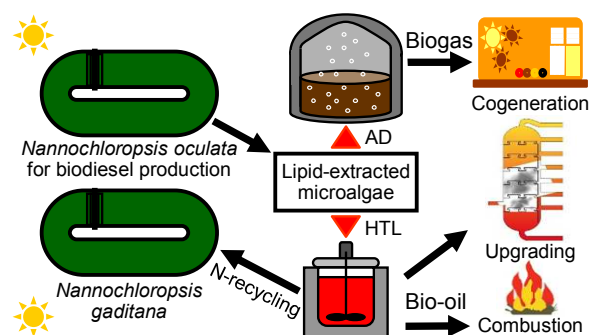 Biogas
Cogeneration
Nannochloropsis oculata
for biodiesel production
AD
Lipid-extracted
microalgae
HTL
Upgrading
N-recycling
Nannochloropsis
gaditana
Bio-oil
Combustion